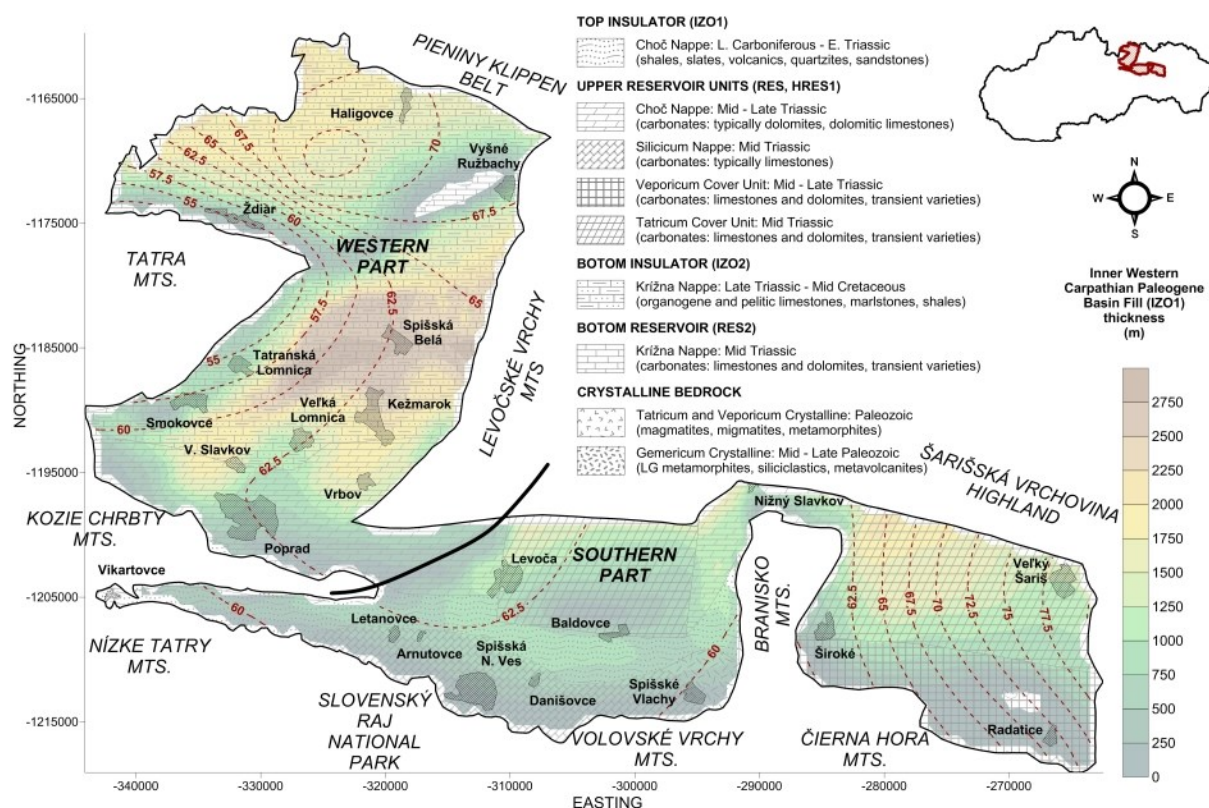 TOP INSULATOR (IZO1)
Choč Nappe: L. Carboniferous - E. Triassic
(shales, slates, volcanics, quartzites, sandstones)
UPPER RESERVOIR UNITS (RES, HRES1)
Choč Nappe: Mid - Late Triassic
(carbonates: typically dolomites, dolomitic limestones)
Silicicum Nappe: Mid Triassic
(carbonates: typically limestones)
Veporicum Cover Unit: Mid - Late Triassic
(carbonates: limestones and dolomites, transient varieties)
Tatricum Cover Unit: Mid Triassic
(carbonates: limestones and dolomites, transient varieties)
BOTOM INSULATOR (IZO2)
Krížna Nappe: Late Triassic - Mid Cretaceous
(organogene and pelitic limestones, marlstones, shales)
BOTOM RESERVOIR (RES2)
Krížna Nappe: Mid Triassic
(carbonates: limestones and dolomites, transient varieties)
CRYSTALLINE BEDROCK
Tatricum and Veporicum Crystalline: Paleozoic
(magmatites, migmatites, metamorphites)
Gemericum Crystalline: Mid - Late Paleozoic
(LG metamorphites, siliciclastics, metavolcanites)
N
W
E
S
Inner Western
Carpathian Paleogene
Basin Fill (IZO1)
thickness
(m)
2750
2500
2250
2000
1750
1500
1250
1000
750
500
250
0
NORTHING
-1165000
-1175000
-1185000
-1195000
-1205000
-1215000
PIENINY KLIPPEN
BELT
Haligovce
67.5
65
62.5
60
57.5
55
70
Vyšné
Ružbachy
67.5
Ždiar
60
TATRA
MTS.
WESTERN
PART
65
62.5
57.5
Spišská
Belá
55
Tatranská
Lomnica
LEVOČSKÉ VRCHY
MTS
Veľká
Lomnica
Kežmarok
Smokovce
60
V. Slavkov
62.5
Vrbov
KOZIE CHRBTY
MTS.
Poprad
Vikartovce
60
NÍZKE TATRY
MTS.
Letanovce
Arnutovce
Levoča
62.5
SOUTHERN
PART
Baldovce
Spišská
N. Ves
Danišovce
Spišské
Vlachy
60
SLOVENSKÝ
RAJ
NATIONAL
PARK
VOLOVSKÉ VRCHY
MTS.
BRANISKO
MTS.
Nižný Slavkov
ŠARIŠSKÁ VRCHOVINA
HIGHLAND
Veľký
Šariš
62.5
65
67.5
70
72.5
75
77.5
Široké
Radatice
ČIERNA HORA
MTS.
-340000
-330000
-320000
-310000
-300000
-290000
-280000
-270000
EASTING